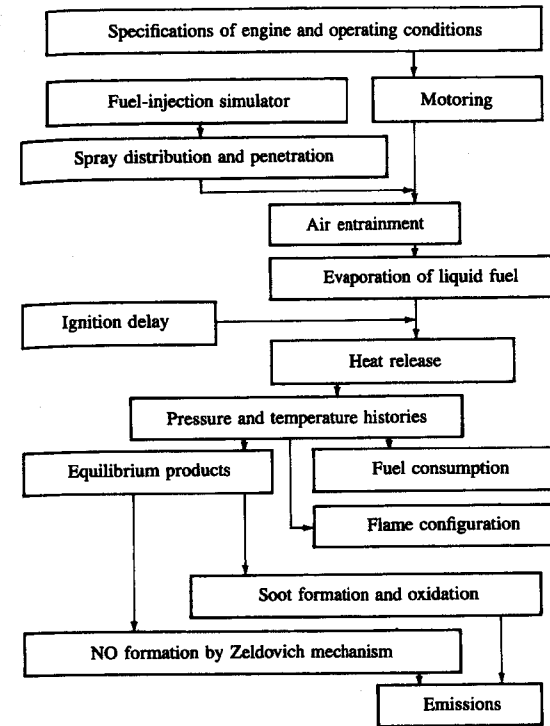 Specifications of engine and operating conditions
Fuel-injection simulator
Motoring
Spray distribution and penetration
Air entrainment
Evaporation of liquid fuel
Ignition delay
Heat release
Pressure and temperature histories
Equilibrium products
Fuel consumption
Flame configuration
Soot formation and oxidation
NO formation by Zeldovich mechanism
Emissions